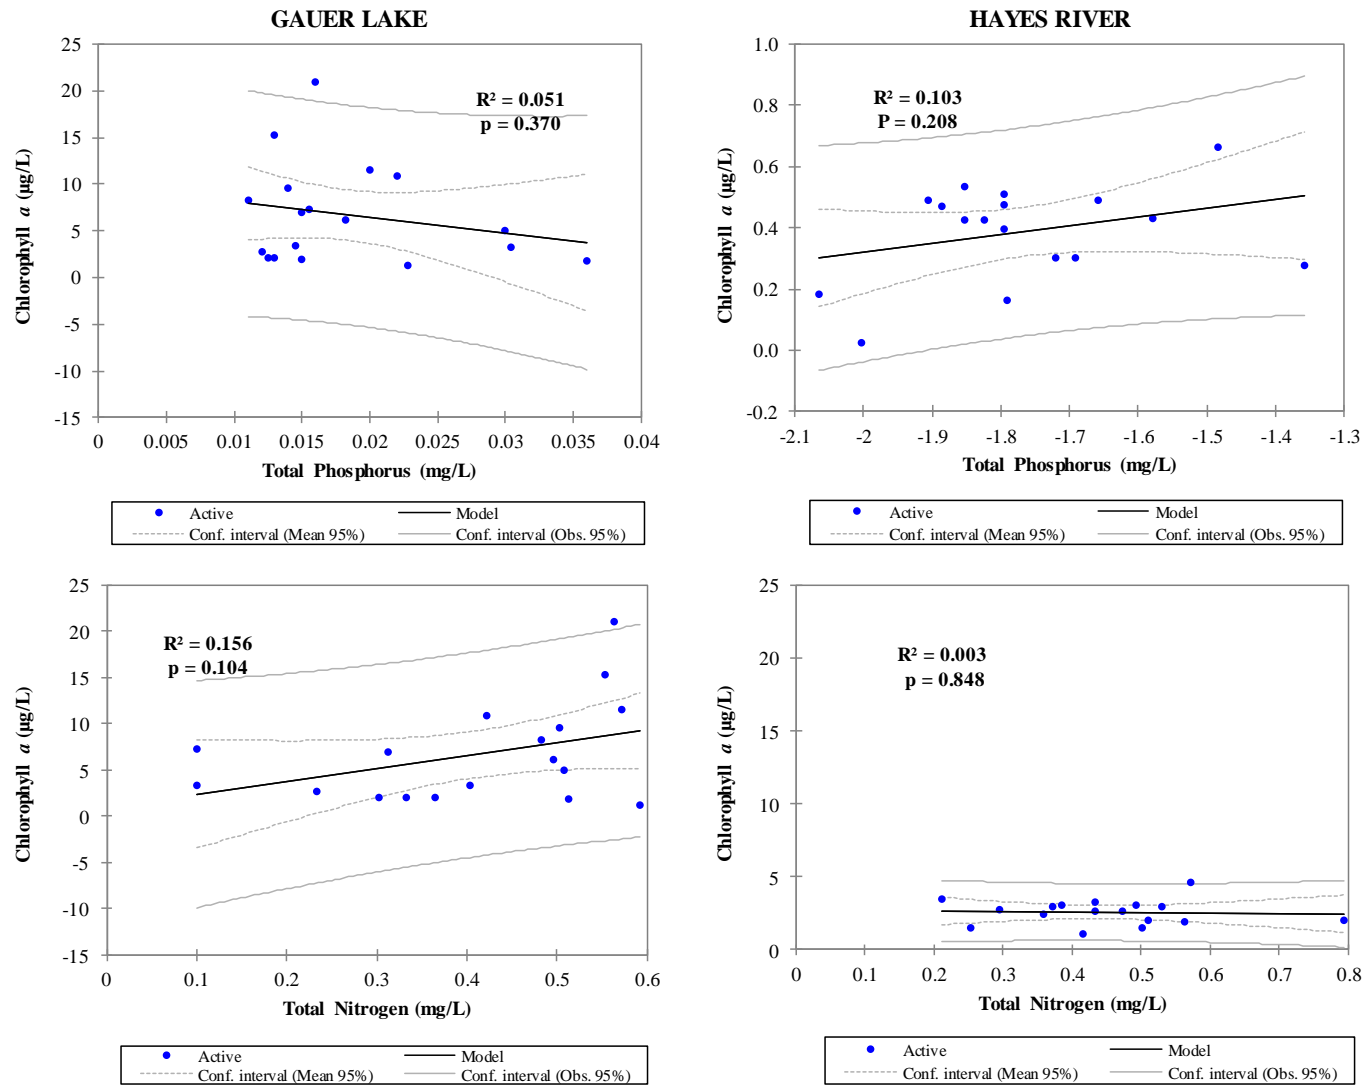 GAUER LAKE
HAYES RIVER
25
20
15
10
5
0
-5
-10
-15
Chlorophyll a (µg/L)
R² = 0.051
p = 0.370
0 0.005 0.01 0.015 0.02 0.025 0.03 0.035 0.04
Total Phosphorus (mg/L)
Active Model
Conf. interval (Mean 95%) Conf. interval (Obs. 95%)
1.0
0.8
0.6
0.4
0.2
0.0
-0.2
Chlorophyll a (µg/L)
R² = 0.103
P = 0.208
-2.1 -2 -1.9 -1.8 -1.7 -1.6 -1.5 -1.4 -1.3
Total Phosphorus (mg/L)
Active Model
Conf. interval (Mean 95%) Conf. interval (Obs. 95%)
25
20
15
10
5
0
-5
-10
-15
Chlorophyll a (µg/L)
R² = 0.156
p = 0.104
0 0.1 0.2 0.3 0.4 0.5 0.6
Total Nitrogen (mg/L)
Active Model
Conf. interval (Mean 95%) Conf. interval (Obs. 95%)
25
20
15
10
5
0
Chlorophyll a (µg/L)
R² = 0.003
p = 0.848
0 0.1 0.2 0.3 0.4 0.5 0.6 0.7 0.8
Total Nitrogen (mg/L)
Active Model
Conf. interval (Mean 95%) Conf. interval (Obs. 95%)